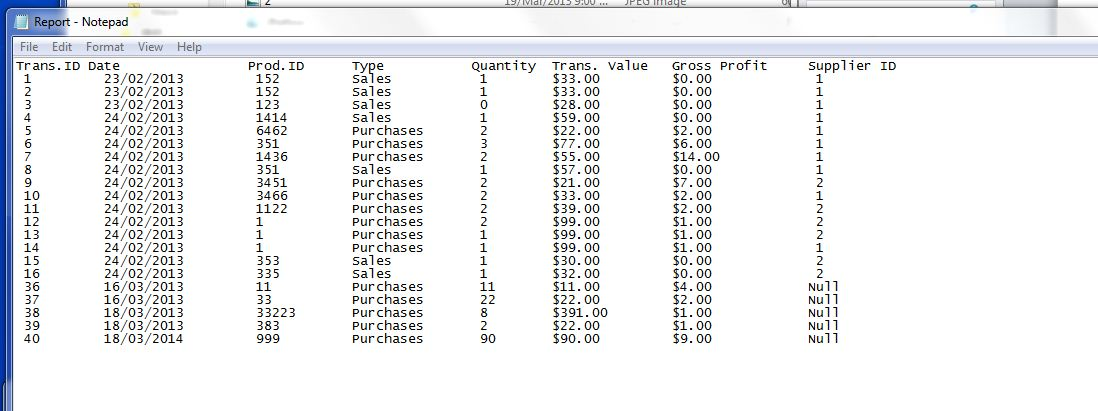 19/Mar/2013 9:00 ... JPEG Image
Report - Notepad
File Edit Format View Help
Trans.ID Date Prod.ID Type Quantity Trans. Value Gross Profit Supplier ID
1 23/02/2013 152 Sales 1 $33.00 $0.00 1
2 23/02/2013 152 Sales 1 $33.00 $0.00 1
3 23/02/2013 123 Sales 0 $28.00 $0.00 1
4 24/02/2013 1414 Sales 1 $59.00 $0.00 1
5 24/02/2013 6462 Purchases 2 $22.00 $2.00 1
6 24/02/2013 351 Purchases 3 $77.00 $6.00 1
7 24/02/2013 1436 Purchases 2 $55.00 $14.00 1
8 24/02/2013 351 Sales 1 $57.00 $0.00 1
9 24/02/2013 3451 Purchases 2 $21.00 $7.00 2
10 24/02/2013 3466 Purchases 2 $33.00 $2.00 1
11 24/02/2013 1122 Purchases 2 $39.00 $2.00 2
12 24/02/2013 1 Purchases 2 $99.00 $1.00 2
13 24/02/2013 1 Purchases 1 $99.00 $1.00 2
14 24/02/2013 1 Purchases 1 $99.00 $1.00 1
15 24/02/2013 353 Sales 1 $30.00 $0.00 2
16 24/02/2013 335 Sales 1 $32.00 $0.00 2
36 16/03/2013 11 Purchases 11 $11.00 $4.00 Null
37 16/03/2013 33 Purchases 22 $22.00 $2.00 Null
38 18/03/2013 33223 Purchases 8 $391.00 $1.00 Null
39 18/03/2013 383 Purchases 2 $22.00 $1.00 Null
40 18/03/2014 999 Purchases 90 $90.00 $9.00 Null